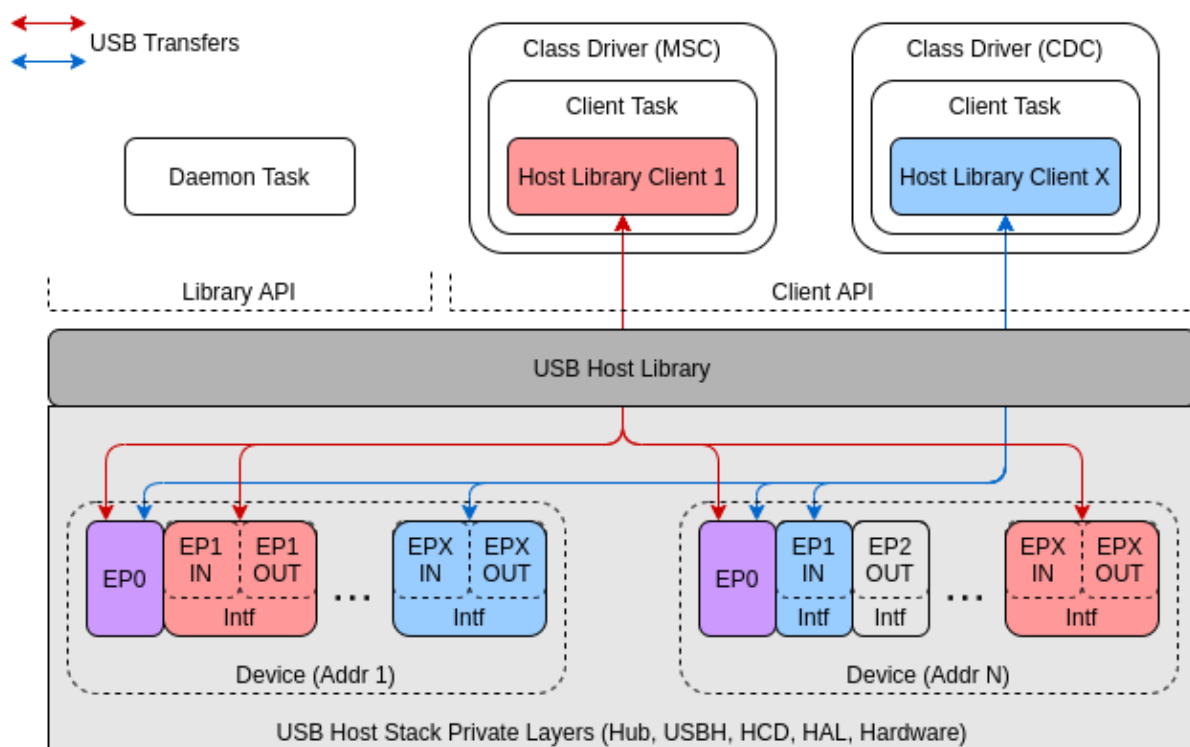 USB Transfers
Class Driver (MSC)
Class Driver (CDC)
Client Task
Client Task
Daemon Task
Host Library Client 1
Host Library Client X
Library API
Client API
USB Host Library
EP0
EP1
IN
EP1
OUT
Intf
...
EPX
IN
EPX
OUT
Intf
Device (Addr 1)
EP0
EP1
IN
Intf
EP2
OUT
Intf
...
EPX
IN
EPX
OUT
Intf
Device (Addr N)
USB Host Stack Private Layers (Hub, USBH, HCD, HAL, Hardware)